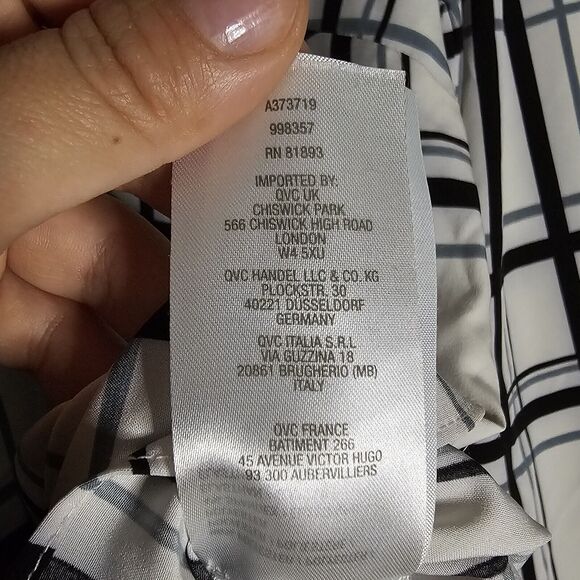 A373719
998357
RN 81893
IMPORTED BY:
QVC UK
CHISWICK PARK
566 CHISWICK HIGH ROAD
LONDON
W4 5XU
QVC HANDEL LLC & CO. KG
PLOCKSTR. 30
40221 DÜSSELDORF
GERMANY
QVC ITALIA S.R.L
VIA GUZZINA 18
20861 BRUGHERIO (MB)
ITALY
QVC FRANCE
BATIMENT 266
45 AVENUE VICTOR HUGO
93 300 AUBERVILLIERS